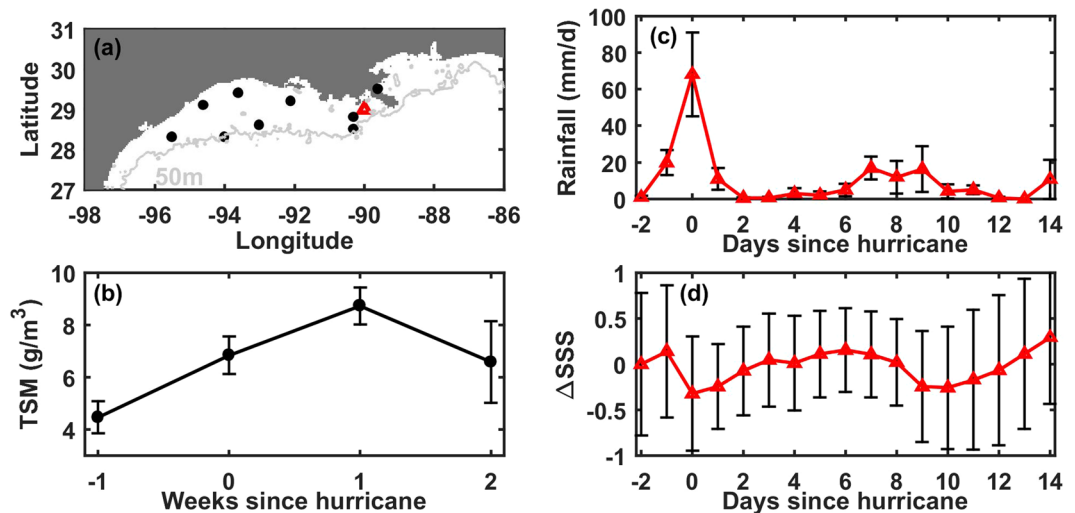 (a)
31
30
29
28
27
Latitude
50m
-98 -96 -94 -92 -90 -88 -86
Longitude
(c)
100
80
60
40
20
0
Rainfall (mm/d)
-2 0 2 4 6 8 10 12 14
Days since hurricane
(b)
10
8
6
4
TSM (g/m³)
-1 0 1 2
Weeks since hurricane
(d)
1
0.5
0
-0.5
-1
ΔSSS
-2 0 2 4 6 8 10 12 14
Days since hurricane